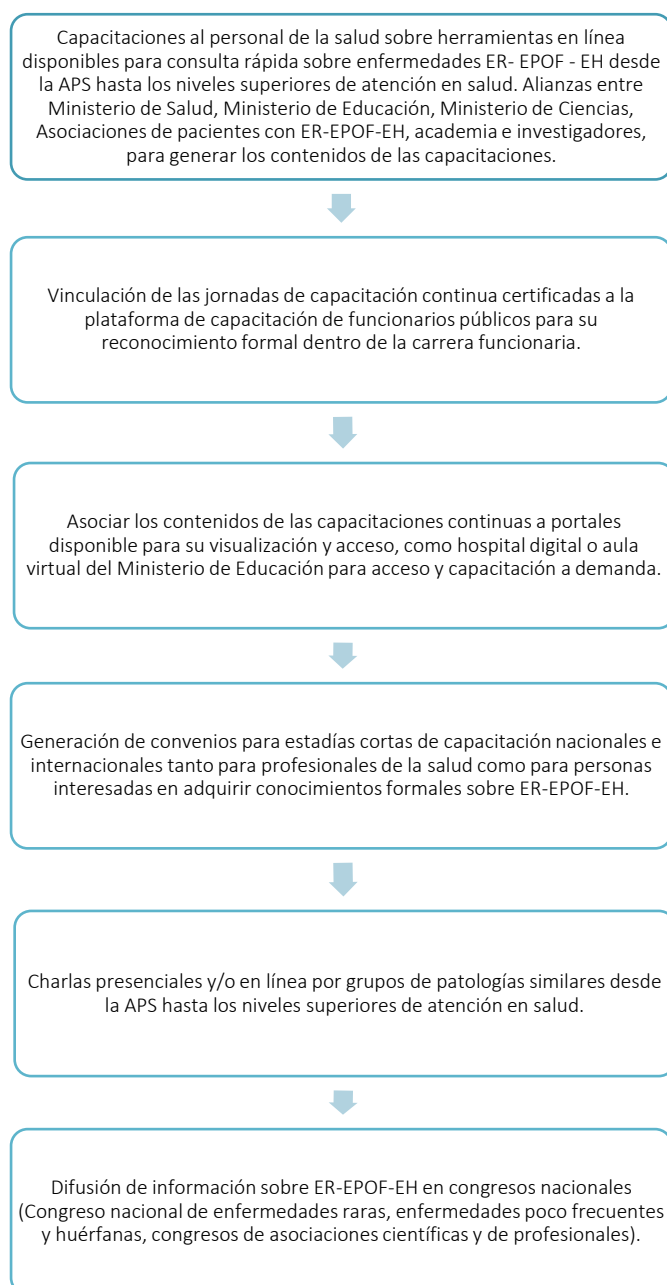 Capacitaciones al personal de la salud sobre herramientas en línea
disponibles para consulta rápida sobre enfermedades ER- EPOF - EH desde
la APS hasta los niveles superiores de atención en salud. Alianzas entre
Ministerio de Salud, Ministerio de Educación, Ministerio de Ciencias,
Asociaciones de pacientes con ER-EPOF-EH, academia e investigadores,
para generar los contenidos de las capacitaciones.
Vinculación de las jornadas de capacitación continua certificadas a la
plataforma de capacitación de funcionarios públicos para su
reconocimiento formal dentro de la carrera funcionaria.
Asociar los contenidos de las capacitaciones continuas a portales
disponible para su visualización y acceso, como hospital digital o aula
virtual del Ministerio de Educación para acceso y capacitación a demanda.
Generación de convenios para estadías cortas de capacitación nacionales e
internacionales tanto para profesionales de la salud como para personas
interesadas en adquirir conocimientos formales sobre ER-EPOF-EH.
Charlas presenciales y/o en línea por grupos de patologías similares desde
la APS hasta los niveles superiores de atención en salud.
Difusión de información sobre ER-EPOF-EH en congresos nacionales
(Congreso nacional de enfermedades raras, enfermedades poco frecuentes
y huérfanas, congresos de asociaciones científicas y de profesionales).